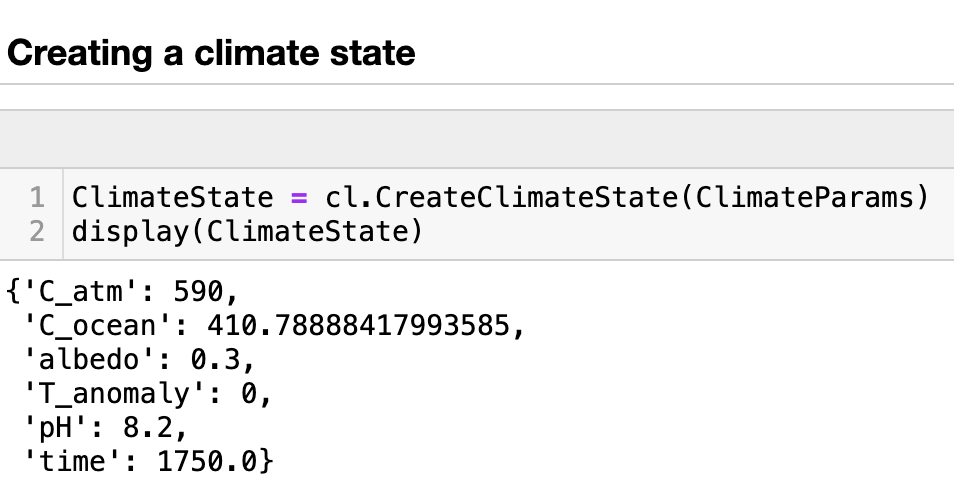 Creating a climate state
1 ClimateState = cl.CreateClimateState(ClimateParams)
2 display(ClimateState)
{'C_atm': 590,
 'C_ocean': 410.78888417993585,
 'albedo': 0.3,
 'T_anomaly': 0,
 'pH': 8.2,
 'time': 1750.0}